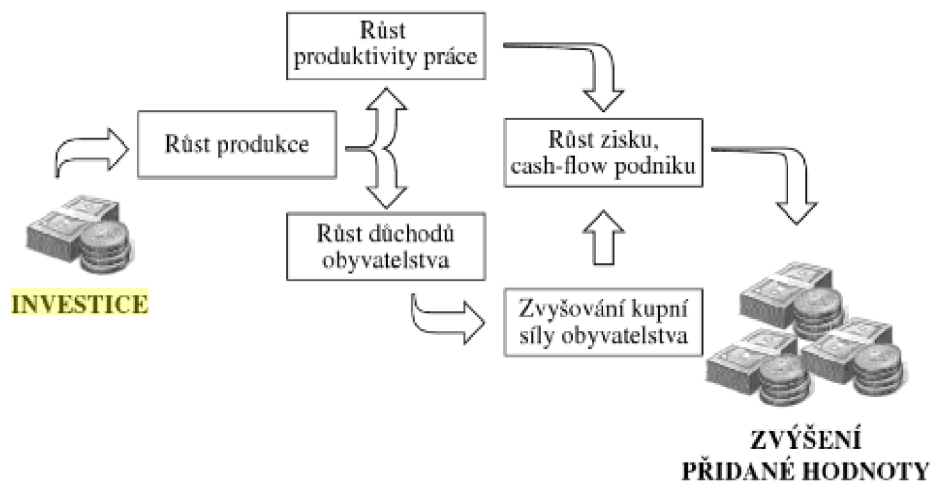 Růst
produktivity práce
Růst produkce
Růst zisku,
cash-flow podniku
Růst důchodů
obyvatelstva
INVESTICE
Zvyšování kupní
síly obyvatelstva
ZVÝŠENÍ
PŘIDANÉ HODNOTY